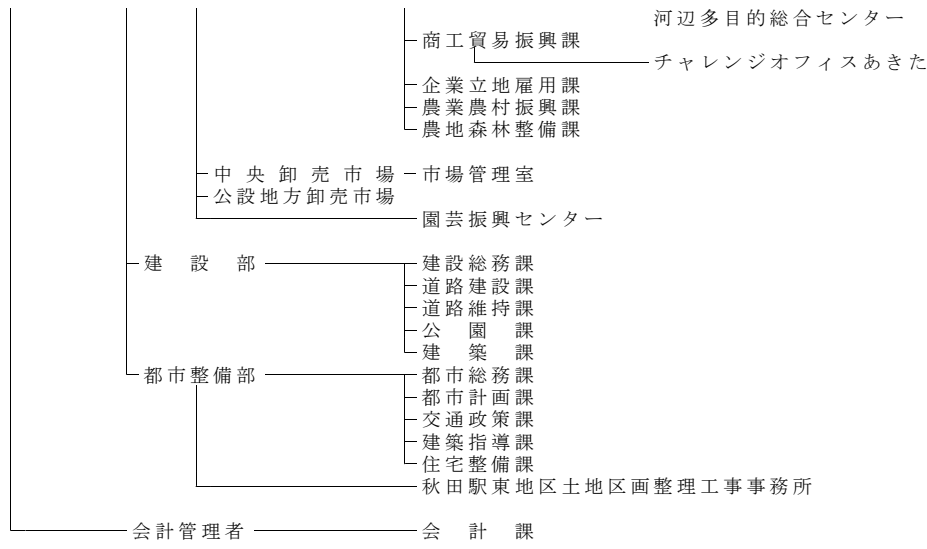 河辺多目的総合センター
商工貿易振興課
チャレンジオフィスあきた
企業立地雇用課
農業農村振興課
農地森林整備課
中央卸売市場 市場管理室
公設地方卸売市場
園芸振興センター
建設部 建設総務課
道路建設課
道路維持課
公園課
建築課
都市整備部 都市総務課
都市計画課
交通政策課
建築指導課
住宅整備課
秋田駅東地区土地区画整理工事事務所
会計管理者 会計課